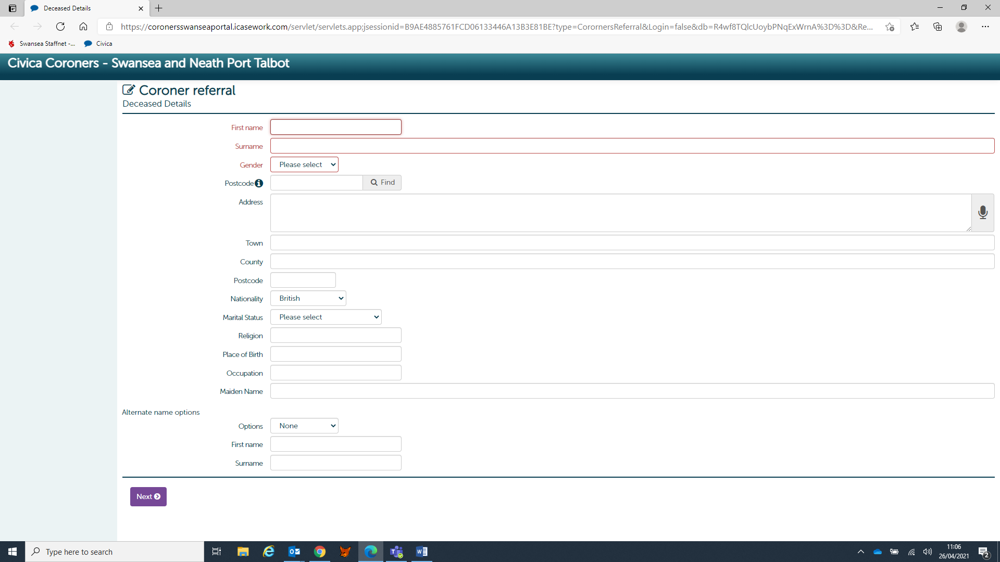 Deceased Details
https://coronersswanseaportal.icasework.com/servlet/servlets.app;jsessionid=B9AE4885761FCD06133446A13B3E81BE?type=CorornersReferral&Login=false&db=R4wf8TQlcUoybPNqExWrnA%3D%3D&Re...
Swansea Staffnet -... Civica
Civica Coroners - Swansea and Neath Port Talbot
Coroner referral
Deceased Details
First name
Surname
Gender Please select
Postcode Find
Address
Town
County
Postcode
Nationality British
Marital Status Please select
Religion
Place of Birth
Occupation
Maiden Name
Alternate name options
Options None
First name
Surname
Next
Type here to search
11:06
26/04/2021
2